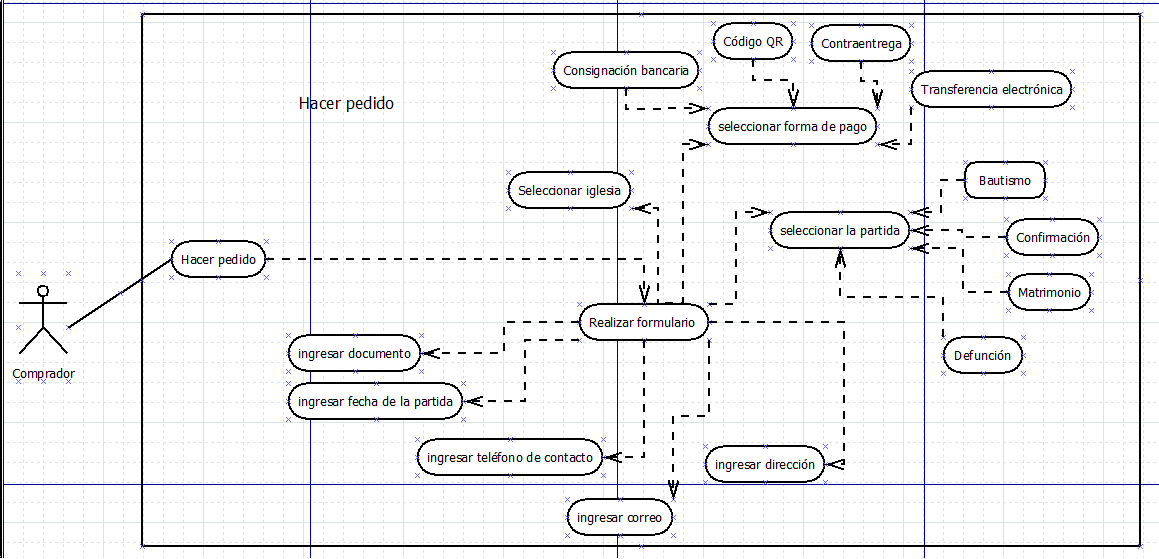 Código QR
Contraentrega
Consignación bancaria
Transferencia electrónica
Hacer pedido
seleccionar forma de pago
Bautismo
Seleccionar iglesia
seleccionar la partida
Confirmación
Hacer pedido
Matrimonio
Realizar formulario
ingresar documento
Defunción
Comprador
ingresar fecha de la partida
ingresar teléfono de contacto
ingresar dirección
ingresar correo